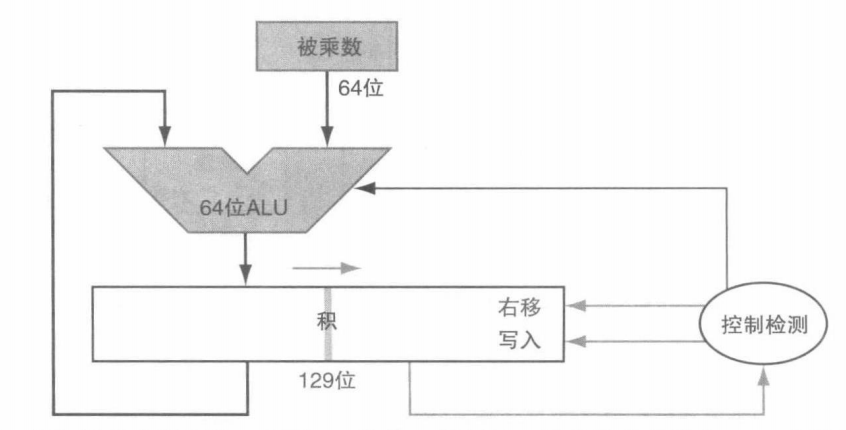 被乘数
64位
64位ALU
积
右移
写入
控制检测
129位